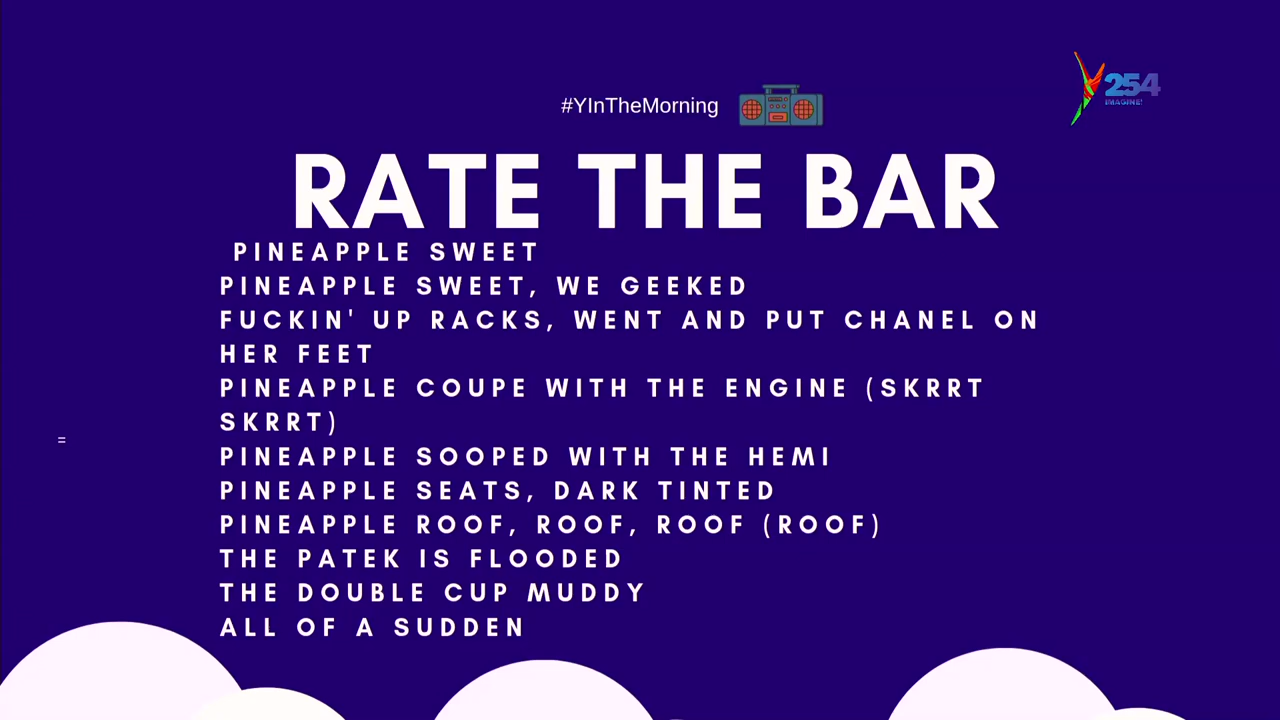 254
IMAGINE!
#YInTheMorning
RATE THE BAR
PINEAPPLE SWEET
PINEAPPLE SWEET, WE GEEKED
FUCKIN' UP RACKS, WENT AND PUT CHANEL ON
HER FEET
PINEAPPLE COUPE WITH THE ENGINE (SKRRT
SKRRT)
=
PINEAPPLE SOOPED WITH THE HEMI
PINEAPPLE SEATS, DARK TINTED
PINEAPPLE ROOF, ROOF, ROOF (ROOF)
THE PATEK IS FLOODED
THE DOUBLE CUP MUDDY
ALL OF A SUDDEN